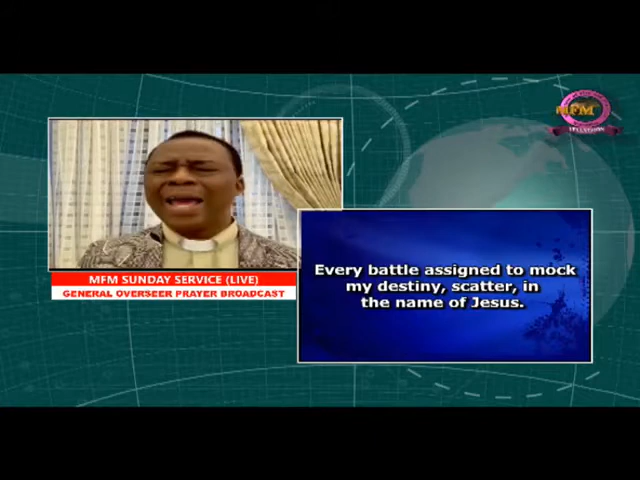 MFM
TELEVISION
MFM SUNDAY SERVICE (LIVE)
GENERAL OVERSEER PRAYER BROADCAST
Every battle assigned to mock
my destiny, scatter, in
the name of Jesus.